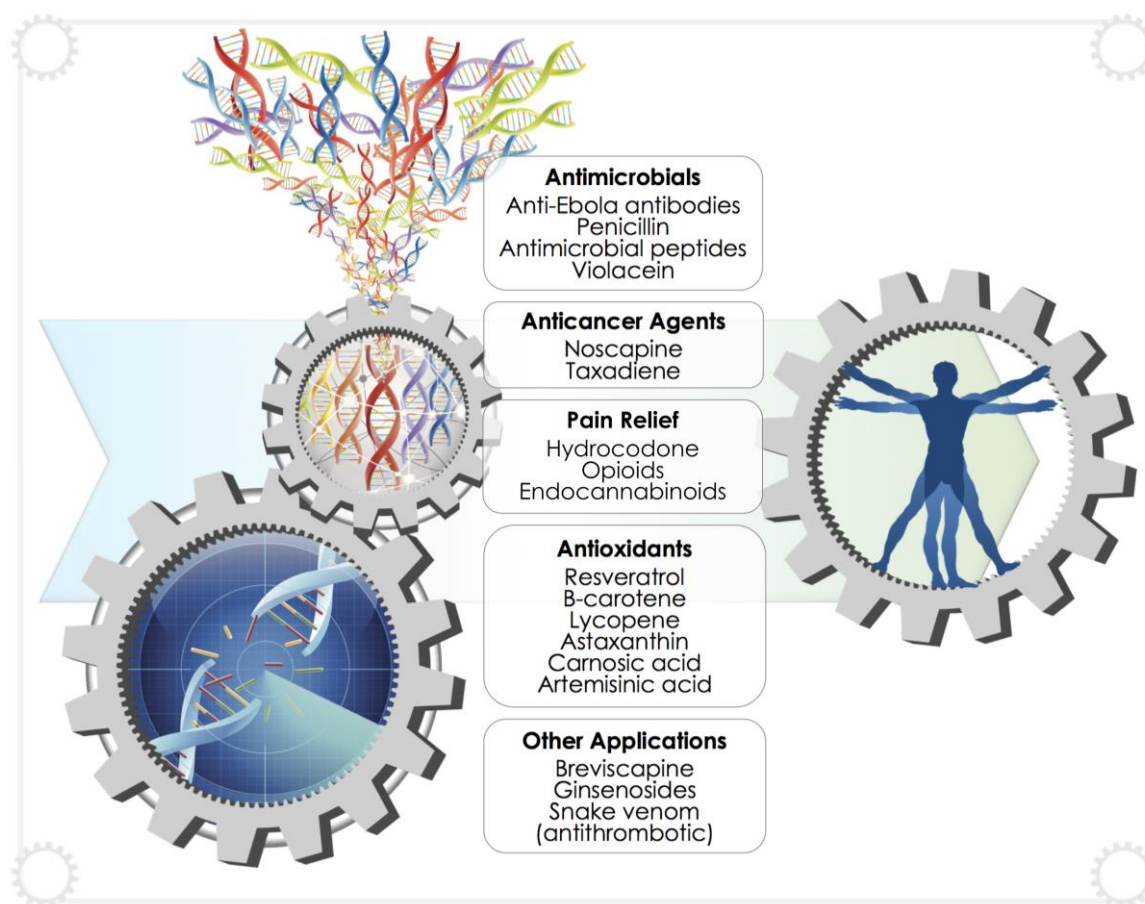 Antimicrobials
Anti-Ebola antibodies
Penicillin
Antimicrobial peptides
Violacein
Anticancer Agents
Noscapine
Taxadiene
Pain Relief
Hydrocodone
Opioids
Endocannabinoids
Antioxidants
Resveratrol
B-carotene
Lycopene
Astaxanthin
Carnosic acid
Artemisinic acid
Other Applications
Breviscapine
Ginsenosides
Snake venom
(antithrombotic)